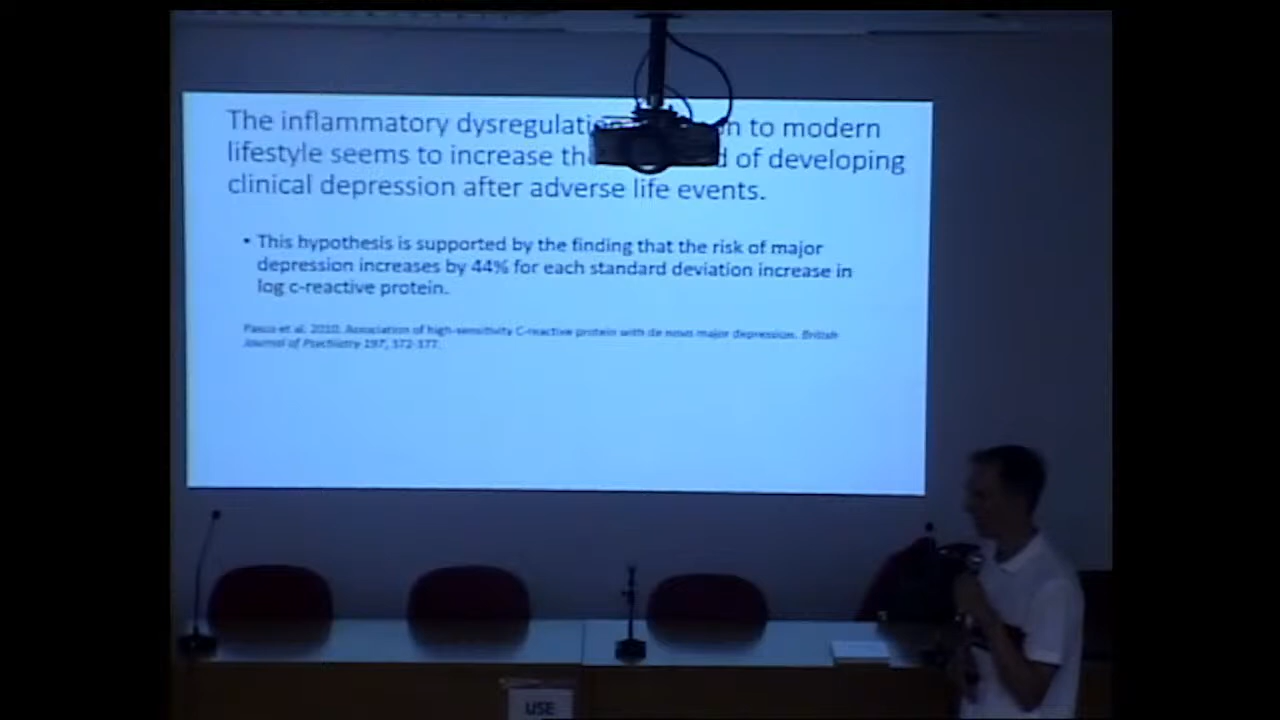 The inflammatory dysregulati n to modern
lifestyle seems to increase th d of developing
clinical depression after adverse life events.
• This hypothesis is supported by the finding that the risk of major
depression increases by 44% for each standard deviation increase in
log c-reactive protein.
Pasco et al. 2010. Association of high-sensitivity C-reactive protein with de novo major depression. British
Journal of Psychiatry 197, 372-377.
USE